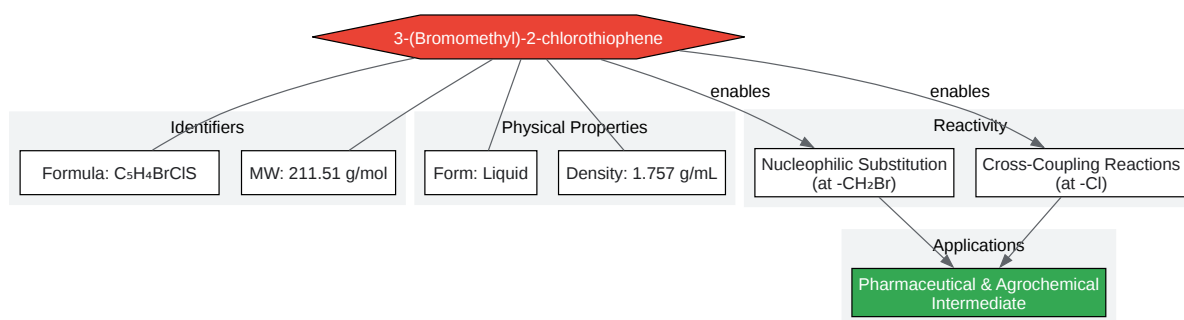 3-(Bromomethyl)-2-chlorothiophene
enables
enables
Identifiers
Physical Properties
Reactivity
Formula: C₅H₄BrClS
MW: 211.51 g/mol
Form: Liquid
Density: 1.757 g/mL
Nucleophilic Substitution
(at -CH₂Br)
Cross-Coupling Reactions
(at -Cl)
Applications
Pharmaceutical & Agrochemical
Intermediate